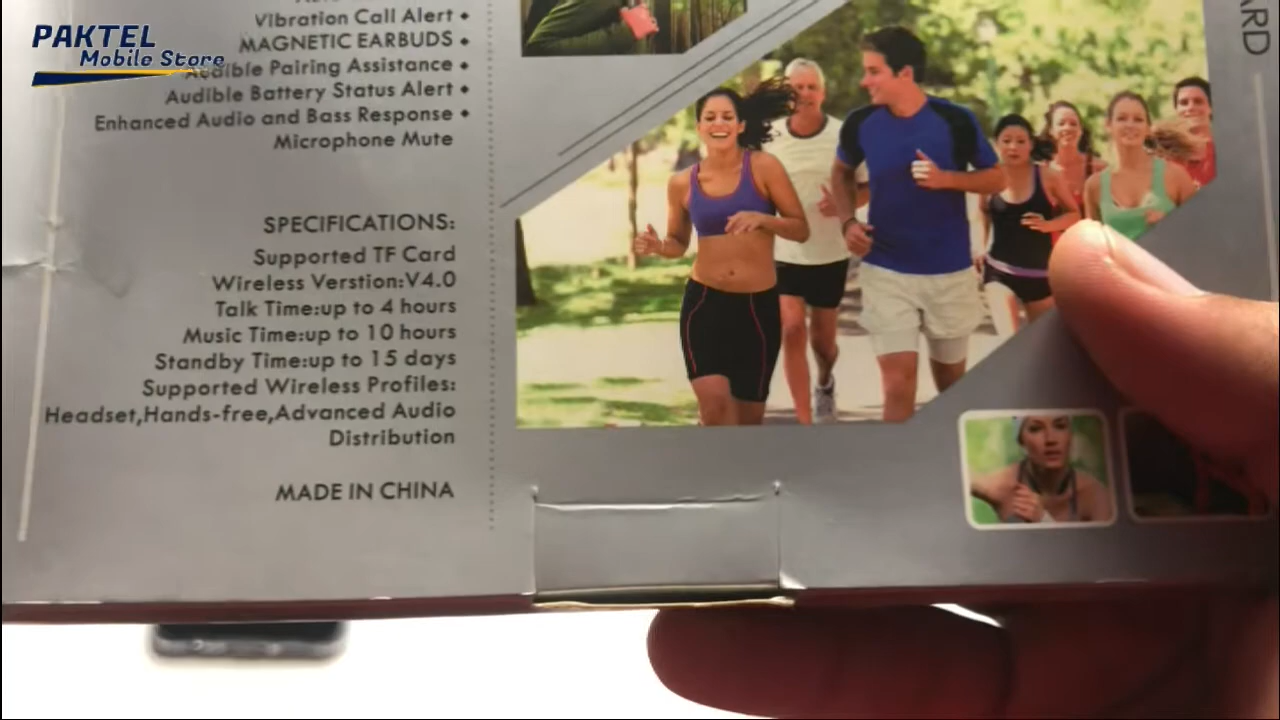 PAKTEL
Mobile Store
Vibration Call Alert •
MAGNETIC EARBUDS •
Audible Pairing Assistance •
Audible Battery Status Alert •
Enhanced Audio and Bass Response •
Microphone Mute
SPECIFICATIONS:
Supported TF Card
Wireless Verstion:V4.0
Talk Time:up to 4 hours
Music Time:up to 10 hours
Standby Time:up to 15 days
Supported Wireless Profiles:
Headset,Hands-free,Advanced Audio
Distribution
MADE IN CHINA